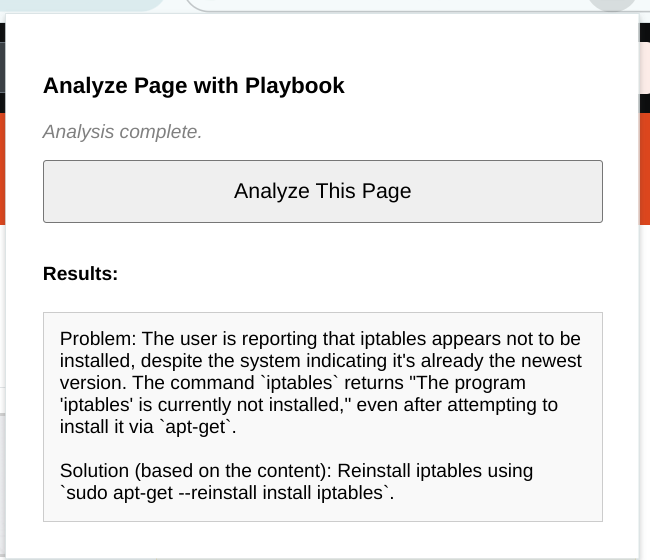 Analyze Page with Playbook
Analysis complete.
Analyze This Page
Results:
Problem: The user is reporting that iptables appears not to be
installed, despite the system indicating it's already the newest
version. The command `iptables` returns "The program
'iptables' is currently not installed," even after attempting to
install it via `apt-get`.
Solution (based on the content): Reinstall iptables using
`sudo apt-get --reinstall install iptables`.